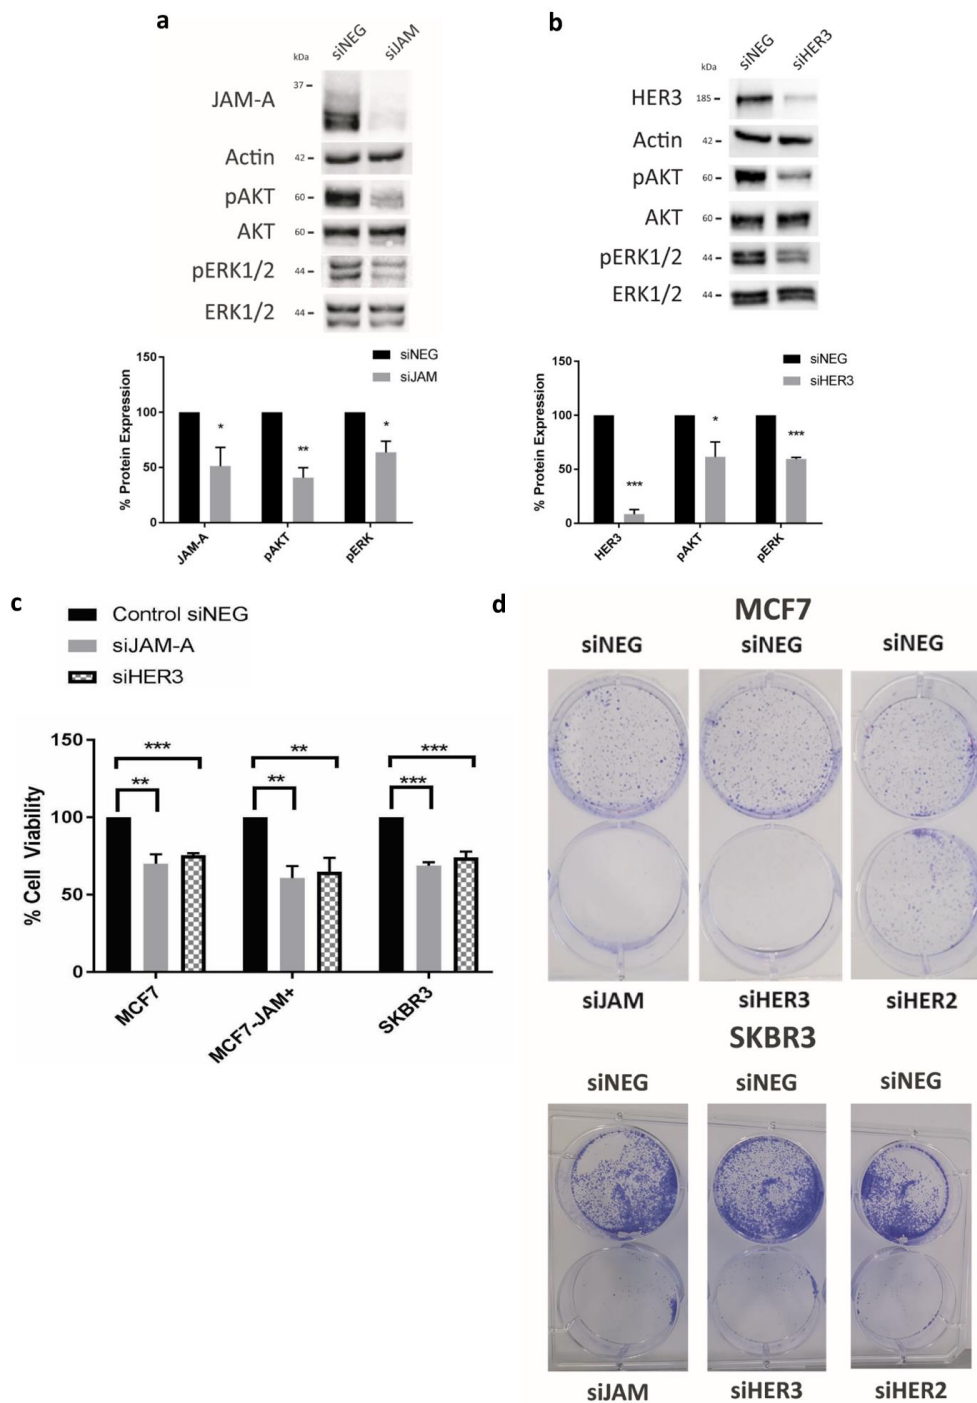 a
siNEG siJAM
kDa
37
JAM-A
Actin 42
pAKT 60
AKT 60
pERK1/2 44
ERK1/2 44
150
100
50
0
% Protein Expression
siNEG
siJAM
*
**
*
JAM-A pAKT pERK
b
siNEG siHER3
kDa
HER3 185
Actin 42
pAKT 60
AKT 60
pERK1/2 44
ERK1/2 44
150
100
50
0
% Protein Expression
siNEG
siHER3
***
*
***
HER3 pAKT pERK
c
Control siNEG
siJAM-A
siHER3
150
100
50
0
% Cell Viability
*** ** ***
** ** ***
MCF7 MCF7-JAM+ SKBR3
d
MCF7
siNEG siNEG siNEG
siJAM siHER3 siHER2
SKBR3
siNEG siNEG siNEG
siJAM siHER3 siHER2